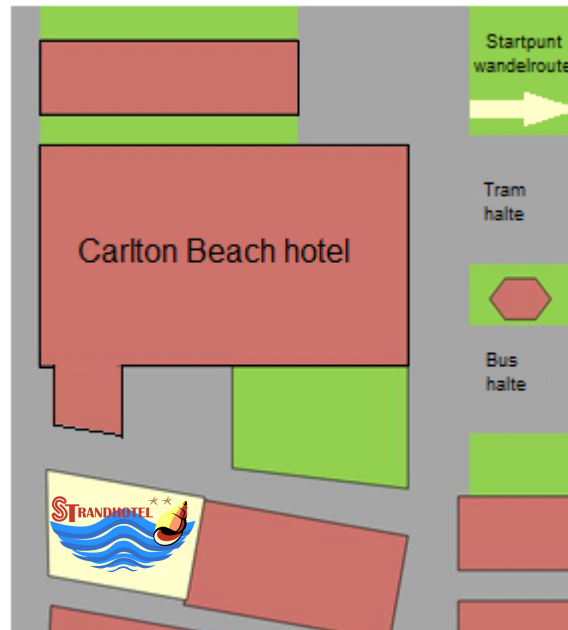 Startpunt
wandelroute
Tram
halte
Carlton Beach hotel
Bus
halte
STRANDHOTEL